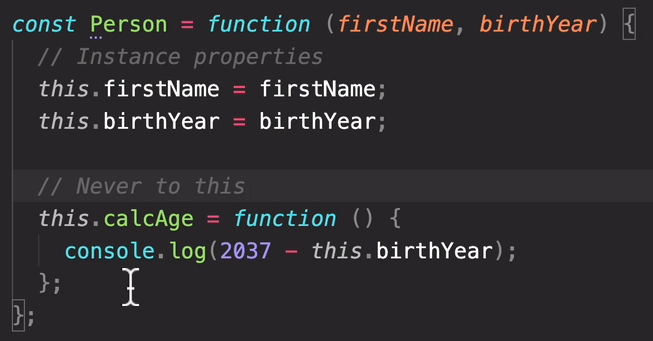 const Person = function (firstName, birthYear) {
// Instance properties
this.firstName = firstName;
this.birthYear = birthYear;
// Never to this
this.calcAge = function () {
console.log(2037 - this.birthYear);
};
};